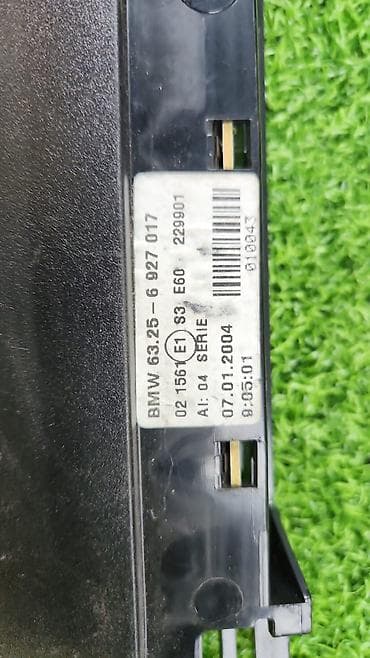 BMW 63.25 - 6 927 017
02 1561 E1 S3 E60 229901
AI: 04 SERIE
07.01.2004
9:05:01
010043